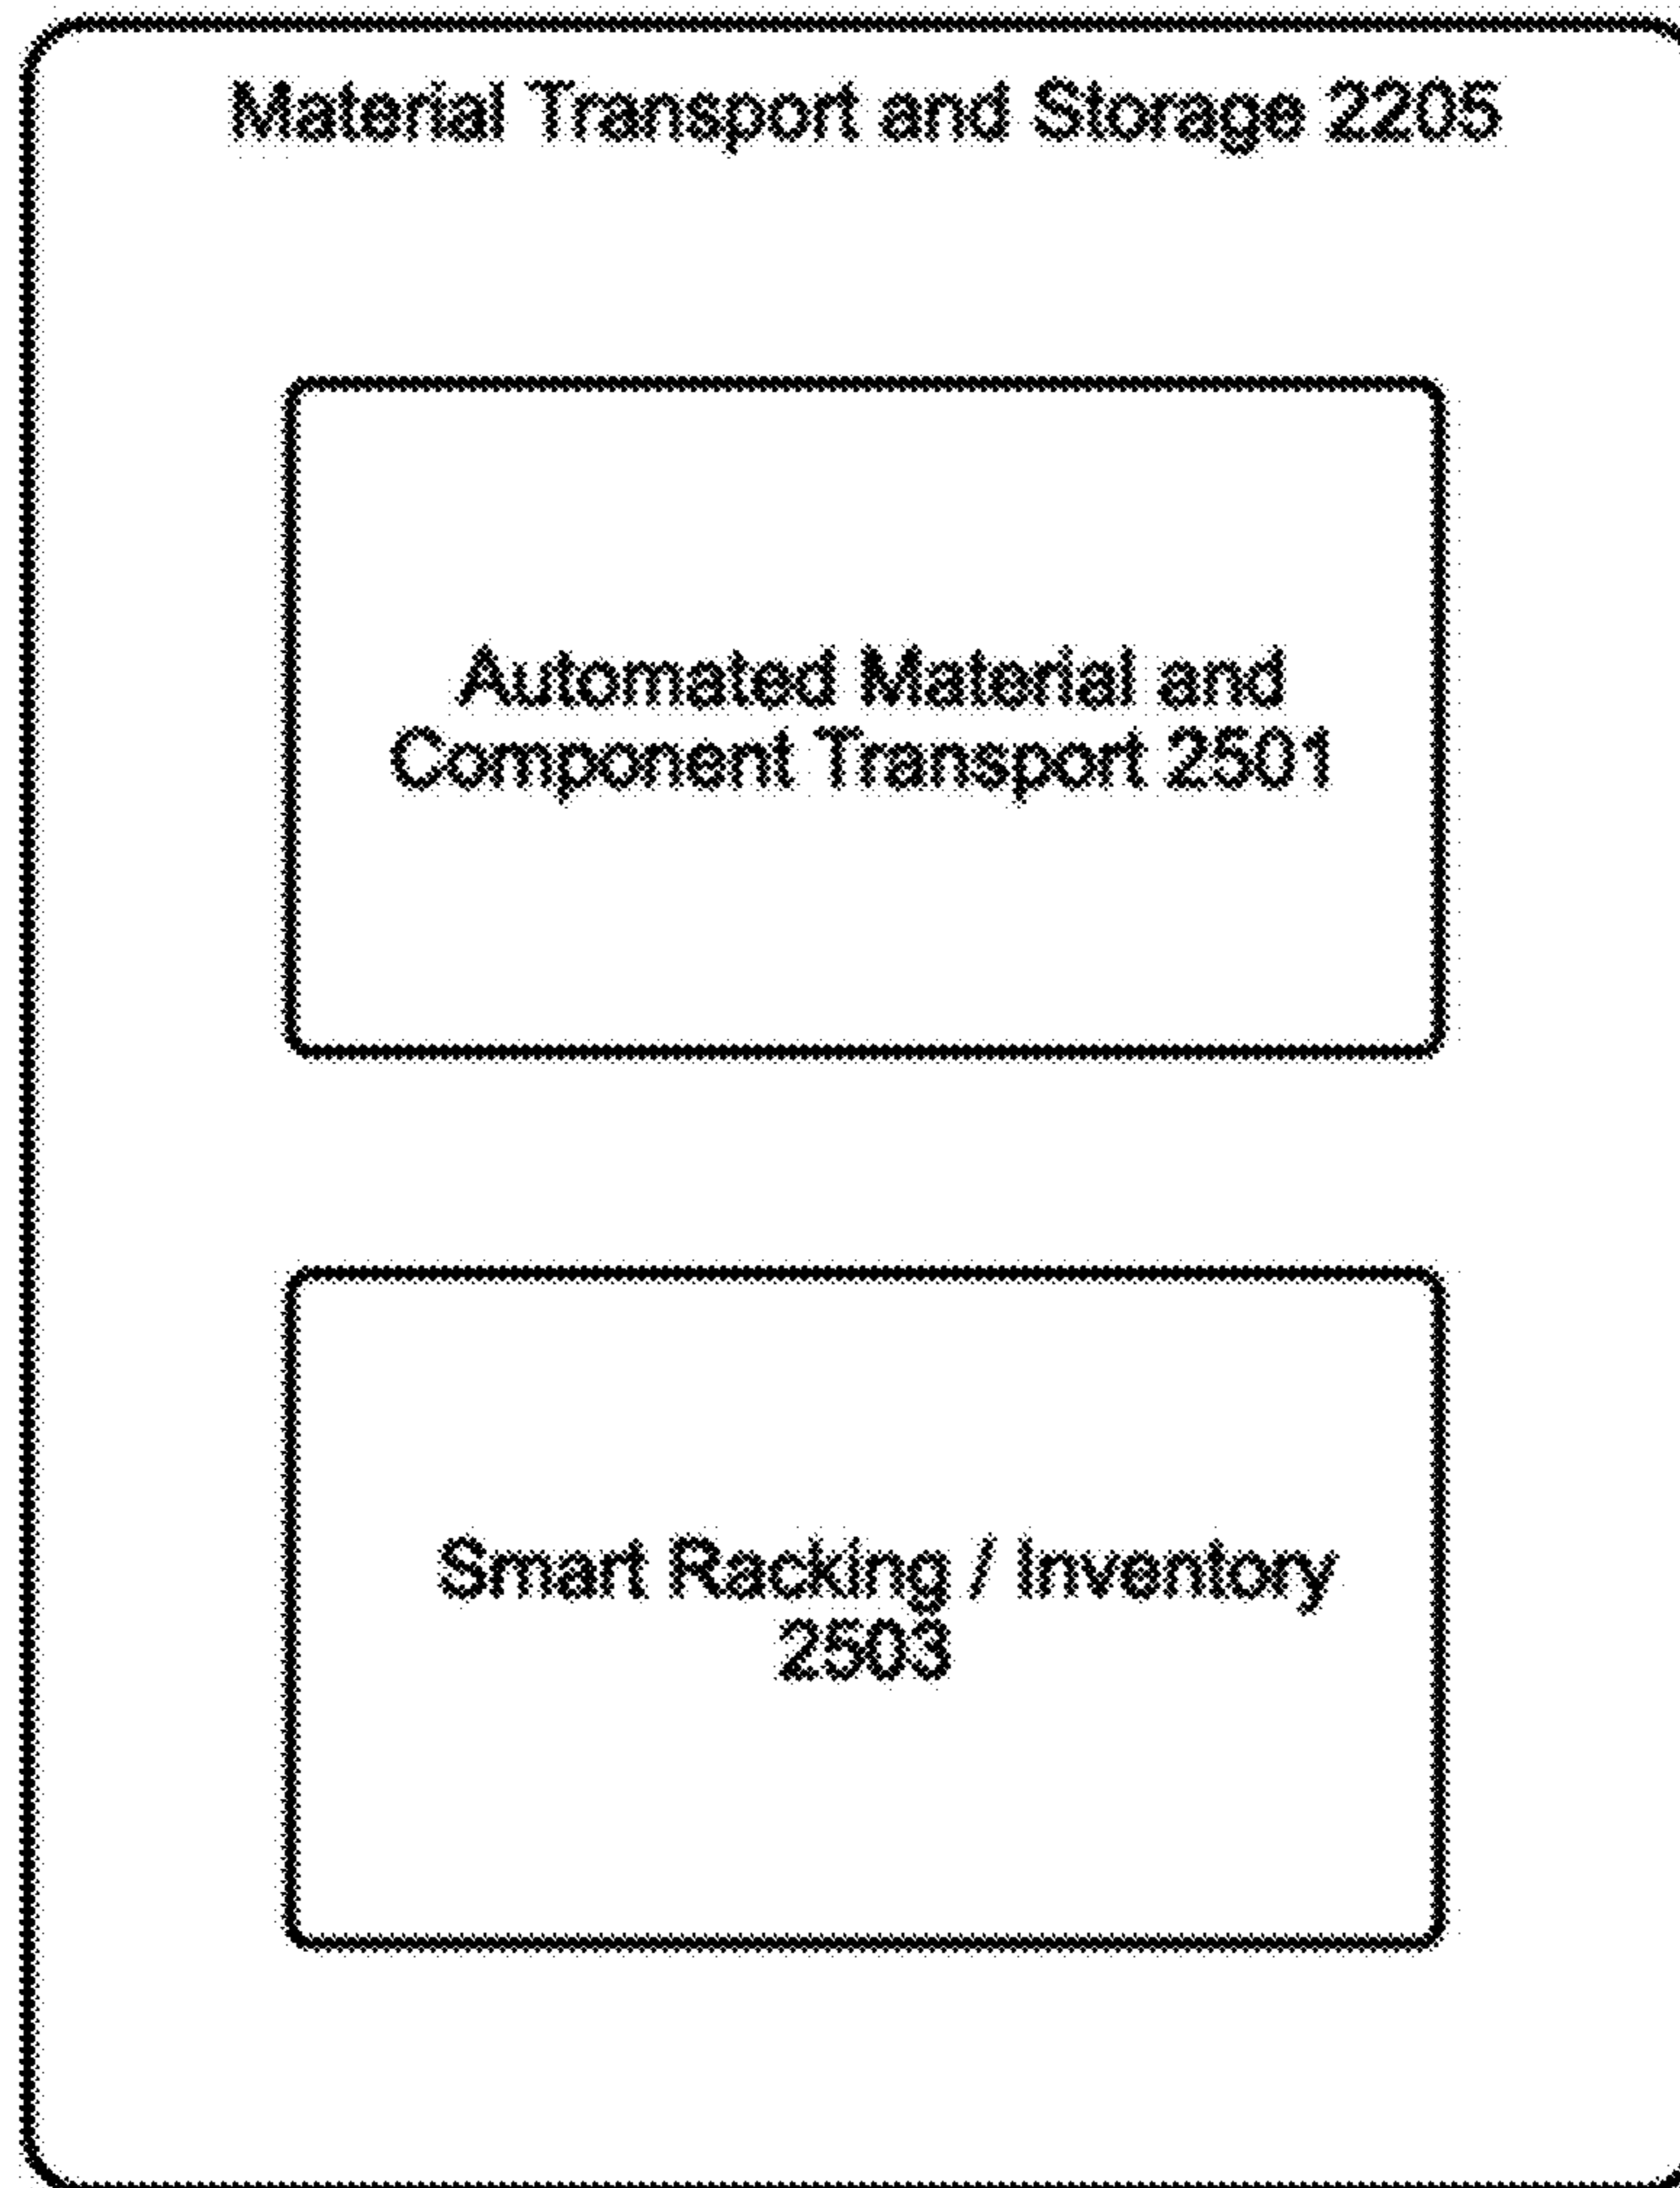 Material Transport and Storage 2205
Automated Material and
Component Transport 2501
Smart Racking / Inventory
2503